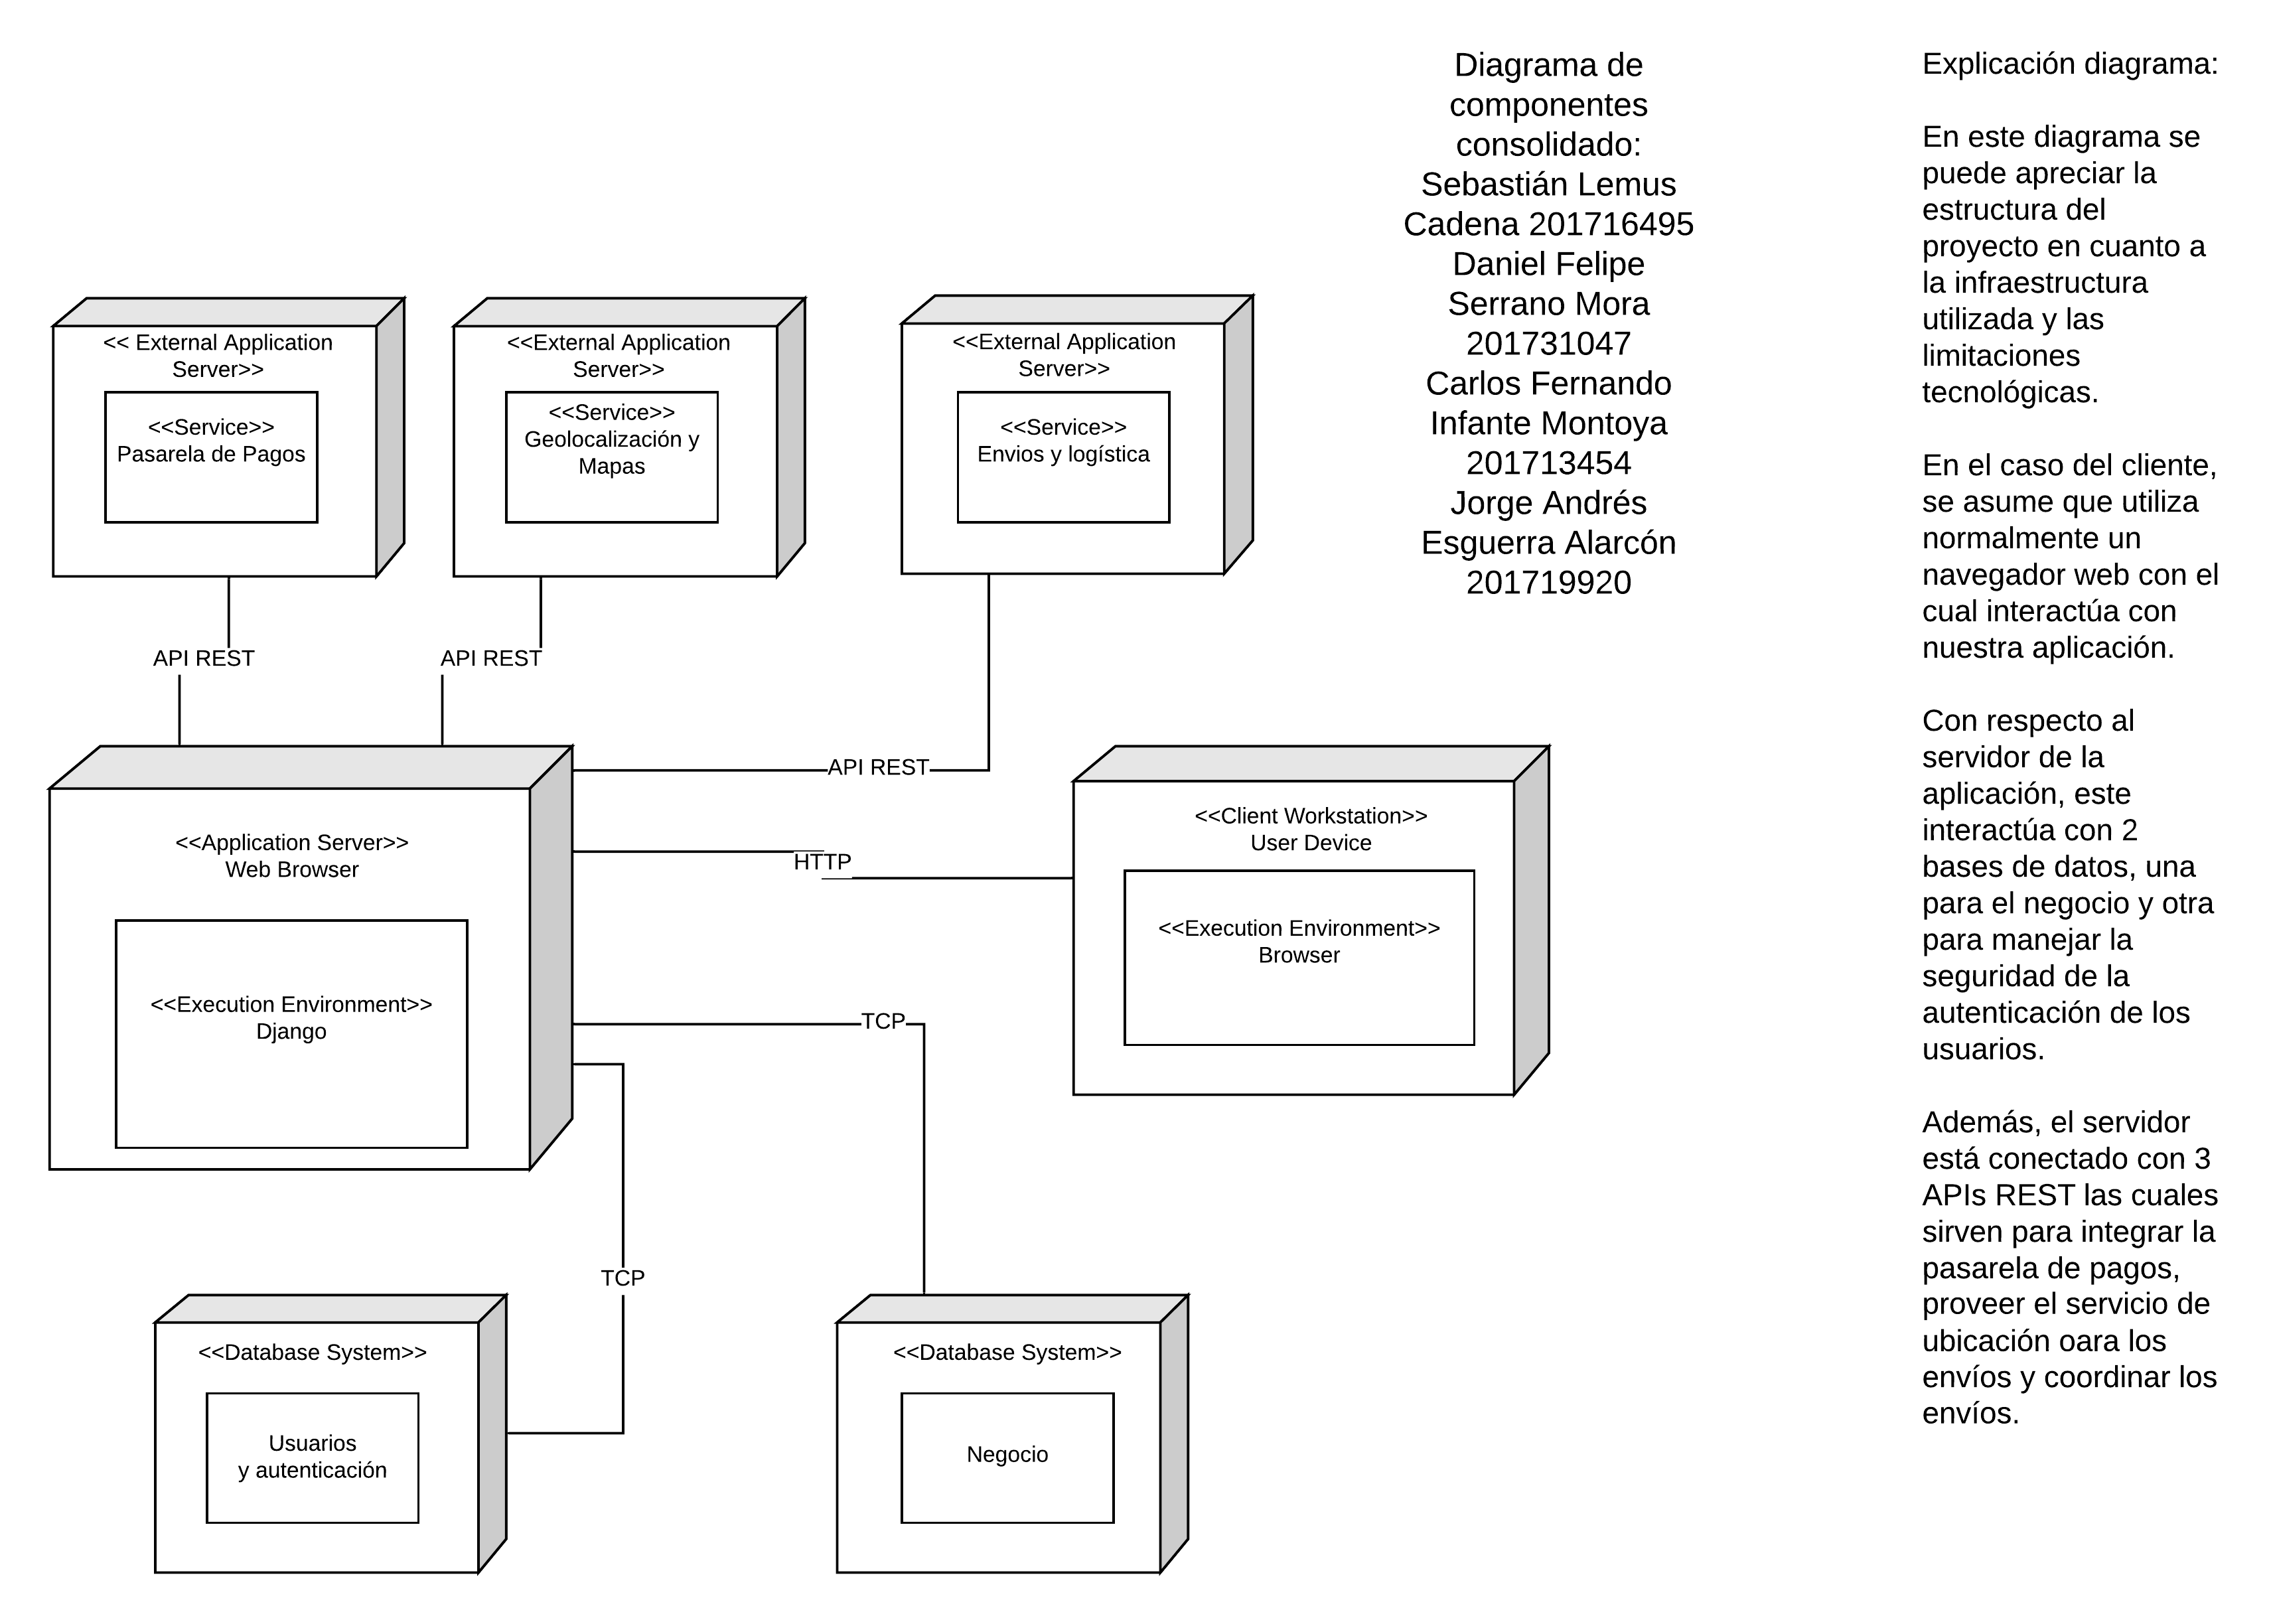 Diagrama de
componentes
consolidado:
Sebastián Lemus
Cadena 201716495
Daniel Felipe
Serrano Mora
201731047
Carlos Fernando
Infante Montoya
201713454
Jorge Andrés
Esguerra Alarcón
201719920
Explicación diagrama:
En este diagrama se
puede apreciar la
estructura del
proyecto en cuanto a
la infraestructura
utilizada y las
limitaciones
tecnológicas.
En el caso del cliente,
se asume que utiliza
normalmente un
navegador web con el
cual interactúa con
nuestra aplicación.
Con respecto al
servidor de la
aplicación, este
interactúa con 2
bases de datos, una
para el negocio y otra
para manejar la
seguridad de la
autenticación de los
usuarios.
Además, el servidor
está conectado con 3
APIs REST las cuales
sirven para integrar la
pasarela de pagos,
proveer el servicio de
ubicación oara los
envíos y coordinar los
envíos.
<< External Application
Server>>
<<Service>>
Pasarela de Pagos
<<External Application
Server>>
<<Service>>
Geolocalización y
Mapas
<<External Application
Server>>
<<Service>>
Envios y logística
API REST
API REST
API REST
<<Application Server>>
Web Browser
<<Execution Environment>>
Django
HTTP
<<Client Workstation>>
User Device
<<Execution Environment>>
Browser
TCP
TCP
<<Database System>>
Usuarios
y autenticación
<<Database System>>
Negocio